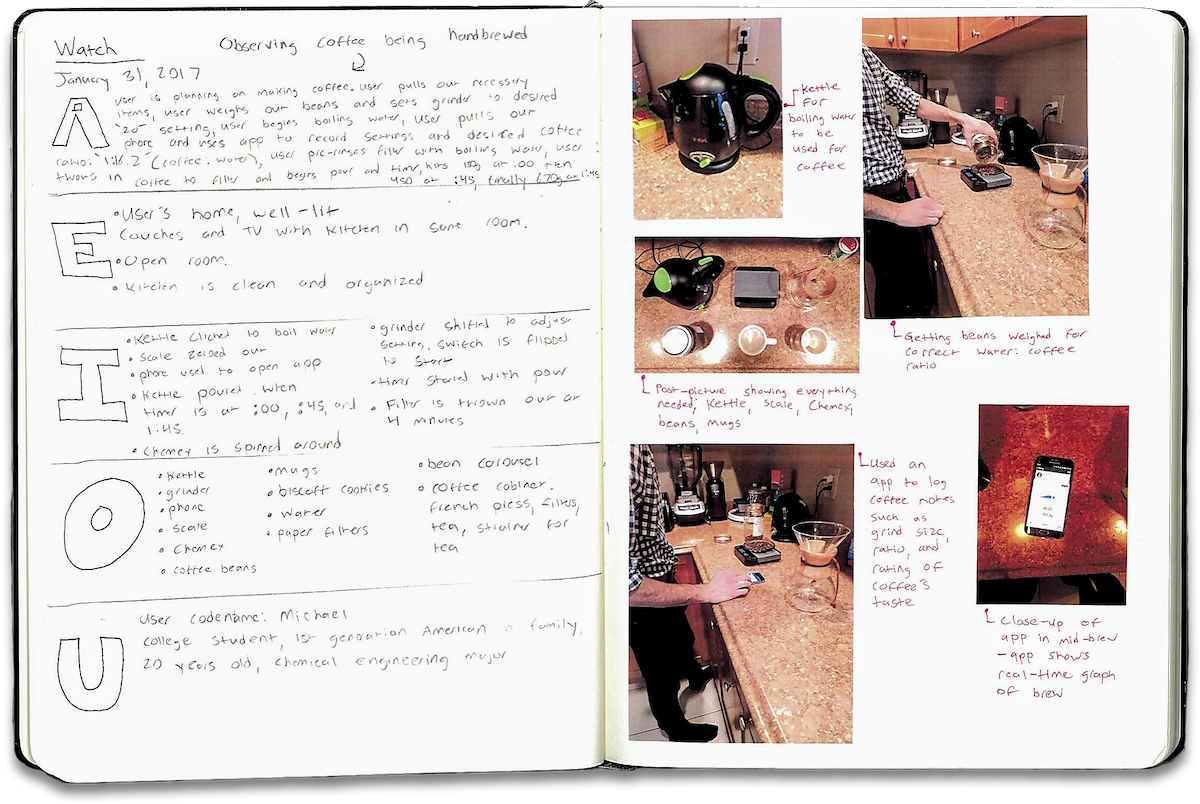 Watch
Observing coffee being handbrewed
January 31, 2017
A
user is planning on making coffee. user pulls out necessary
items, user weighs out beans and sets grinder to desired
"20" setting, user begins boiling water, user pulls out
phone and uses app to record settings and desired coffee
ratio: 1:16.2 (coffee: water), user pre-rinses filter with boiling water, user
throws in coffee to filter and begins pour and timer, hits 150g at :00 then
450 at :45, finally 670g at 1:45
E
• User's home, well-lit
Couches and TV with kitchen in same room.
• Open room.
• Kitchen is clean and organized
I
• Kettle clicked to boil water
• Scale zeroed out
• phone used to open app
• Kettle poured when
timer is at :00, :45, and
1:45.
• Chemex is spinned around
• grinder shifted to adjust
setting, switch is flipped
to start
• timer started with pour
• Filter is thrown out at
4 minutes
O
• Kettle
• grinder
• phone
• scale
• Chemex
• coffee beans
• mugs
• biscoff cookies
• water
• paper filters
• bean carousel
• coffee cabinet:
french press, filters,
tea, strainer for
tea
U
User codename: Michael
College student, 1st generation American in family,
20 years old, chemical engineering major
Kettle
for
boiling water
to be
used for
coffee
Getting beans weighed for
correct water: coffee
ratio
Post-picture showing everything
needed; Kettle, scale, Chemex,
beans, mugs
Used an
app to log
coffee notes
such as
grind size,
ratio, and
rating of
coffee's
taste
Close-up of
app in mid-brew
- app shows
real-time graph
of brew